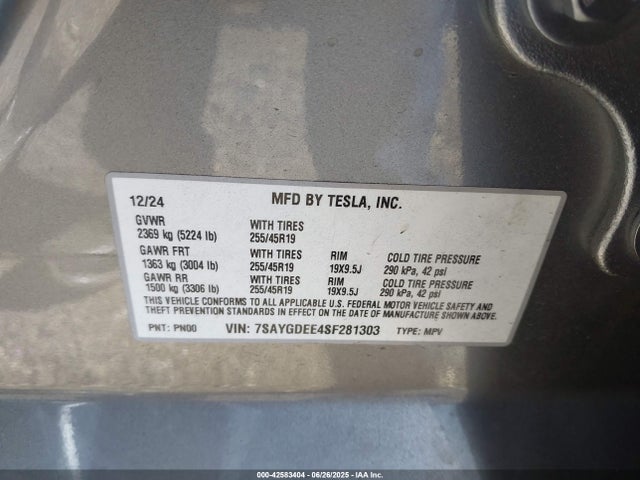 12/24 MFD BY TESLA, INC.
GVWR WITH TIRES
2369 kg (5224 lb) 255/45R19
GAWR FRT WITH TIRES RIM COLD TIRE PRESSURE
1363 kg (3004 lb) 255/45R19 19X9.5J 290 kPa, 42 psi
GAWR RR WITH TIRES RIM COLD TIRE PRESSURE
1500 kg (3306 lb) 255/45R19 19X9.5J 290 kPa, 42 psi
THIS VEHICLE CONFORMS TO ALL APPLICABLE U.S. FEDERAL MOTOR VEHICLE SAFETY AND
THEFT PREVENTION STANDARDS IN EFFECT ON THE DATE OF MANUFACTURE SHOWN ABOVE.
PNT: PN00 VIN: 7SAYGDEE4SF281303 TYPE: MPV
000-42583404 | 06/26/2025 | IAA Inc.